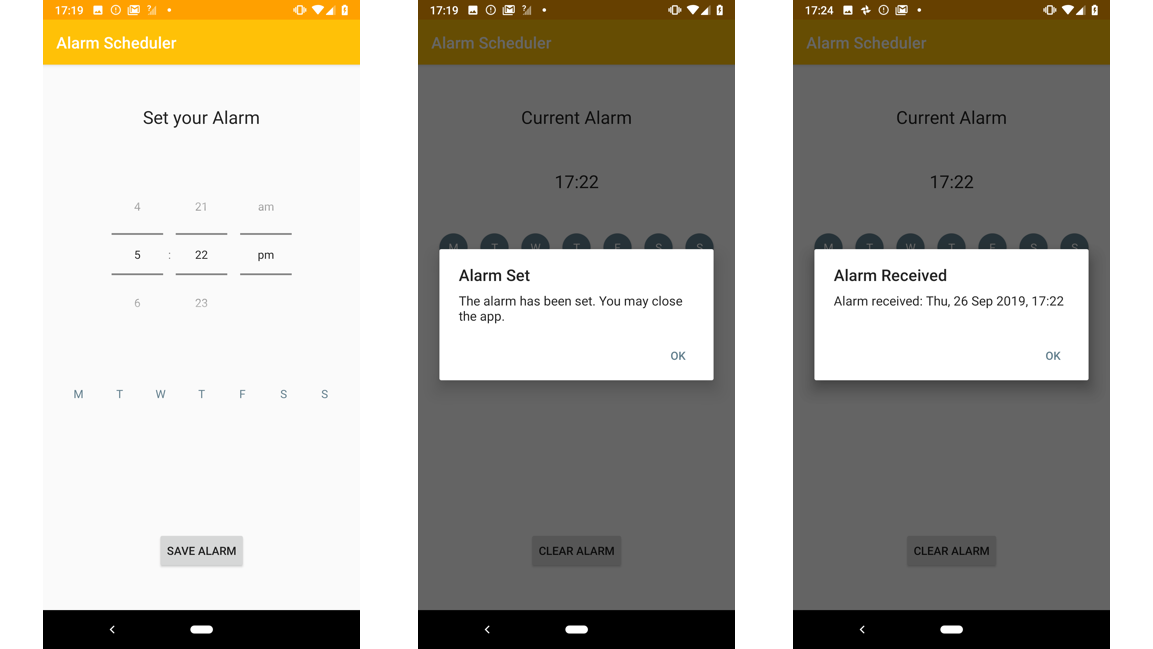 17:19
Alarm Scheduler
Set your Alarm
4 21 am
5 : 22 pm
6 23
M T W T F S S
SAVE ALARM
17:19
Alarm Scheduler
Current Alarm
17:22
M T W T F S S
Alarm Set
The alarm has been set. You may close
the app.
OK
CLEAR ALARM
17:24
Alarm Scheduler
Current Alarm
17:22
M T W T F S S
Alarm Received
Alarm received: Thu, 26 Sep 2019, 17:22
OK
CLEAR ALARM